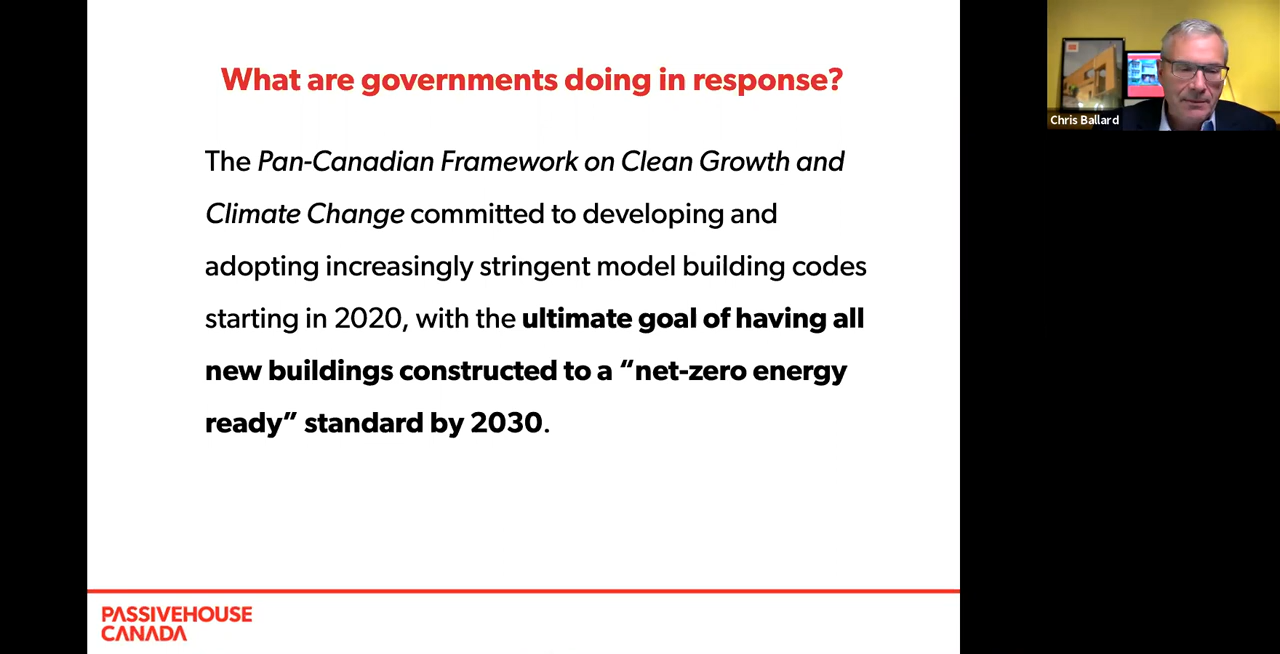 What are governments doing in response?
The Pan-Canadian Framework on Clean Growth and
Climate Change committed to developing and
adopting increasingly stringent model building codes
starting in 2020, with the ultimate goal of having all
new buildings constructed to a “net-zero energy
ready” standard by 2030.
PASSIVEHOUSE
CANADA
Chris Ballard